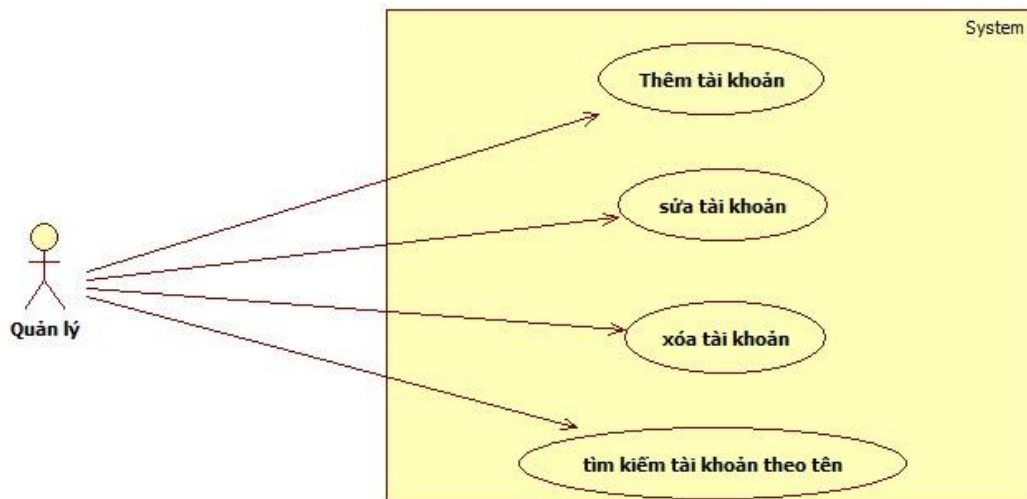 System
Thêm tài khoản
sửa tài khoản
Quản lý
xóa tài khoản
tìm kiếm tài khoản theo tên